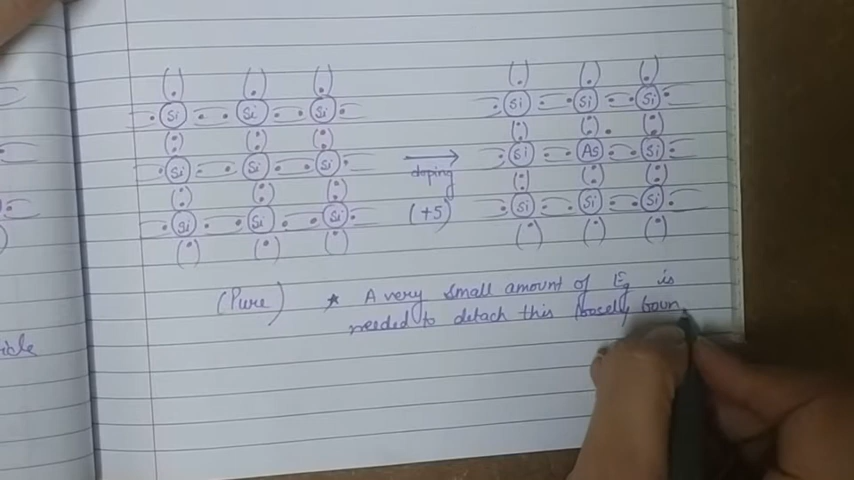 Si Si Si
Si Si Si
Si Si Si
doping
(+5)
Si Si Si
Si As Si
Si Si Si
(Pure)
* A very small amount of Eg is
needed to detach this loosely boun
icle